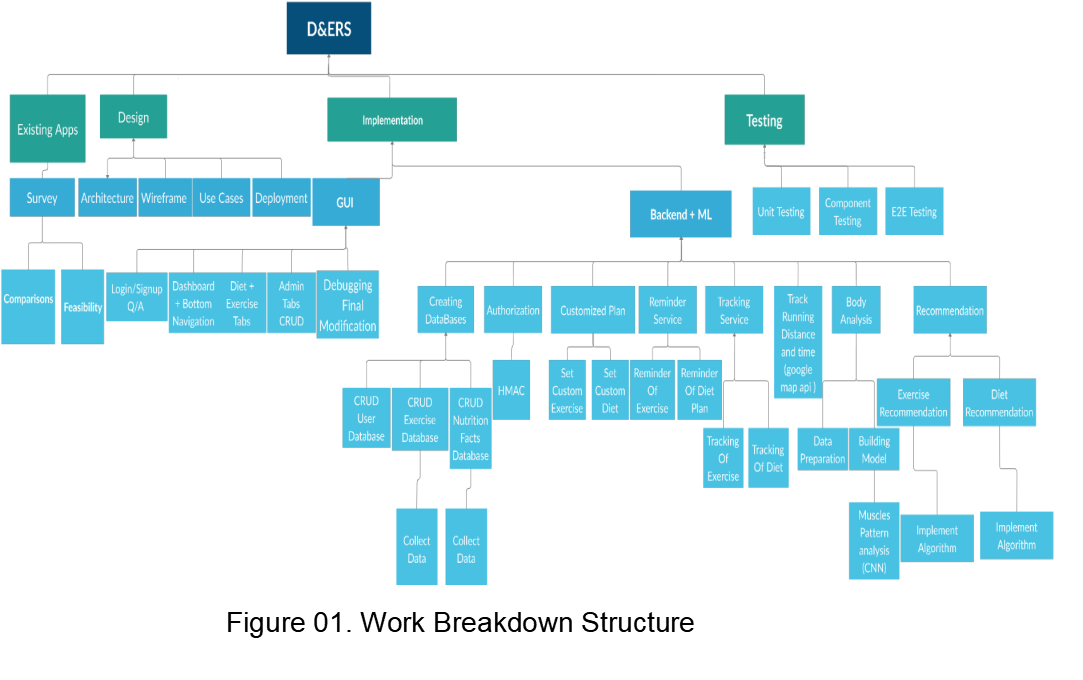 D&ERS
Existing Apps
Design
Implementation
Testing
Survey
Architecture
Wireframe
Use Cases
Deployment
GUI
Backend + ML
Unit Testing
Component
Testing
E2E Testing
Comparisons
Feasibility
Login/Signup
Q/A
Dashboard
+ Bottom
Navigation
Diet +
Exercise
Tabs
Admin
Tabs
CRUD
Debugging
Final
Modification
Creating
DataBases
Authorization
Customized Plan
Reminder
Service
Tracking
Service
Track
Running
Distance
and time
(google
map api )
Body
Analysis
Recommendation
CRUD
User
Database
CRUD
Exercise
Database
CRUD
Nutrition
Facts
Database
HMAC
Set
Custom
Exercise
Set
Custom
Diet
Reminder
Of
Exercise
Reminder
Of Diet
Plan
Tracking
Of
Exercise
Tracking
Of Diet
Data
Preparation
Building
Model
Exercise
Recommendation
Diet
Recommendation
Collect
Data
Collect
Data
Muscles
Pattern
analysis
(CNN)
Implement
Algorithm
Implement
Algorithm
Figure 01. Work Breakdown Structure